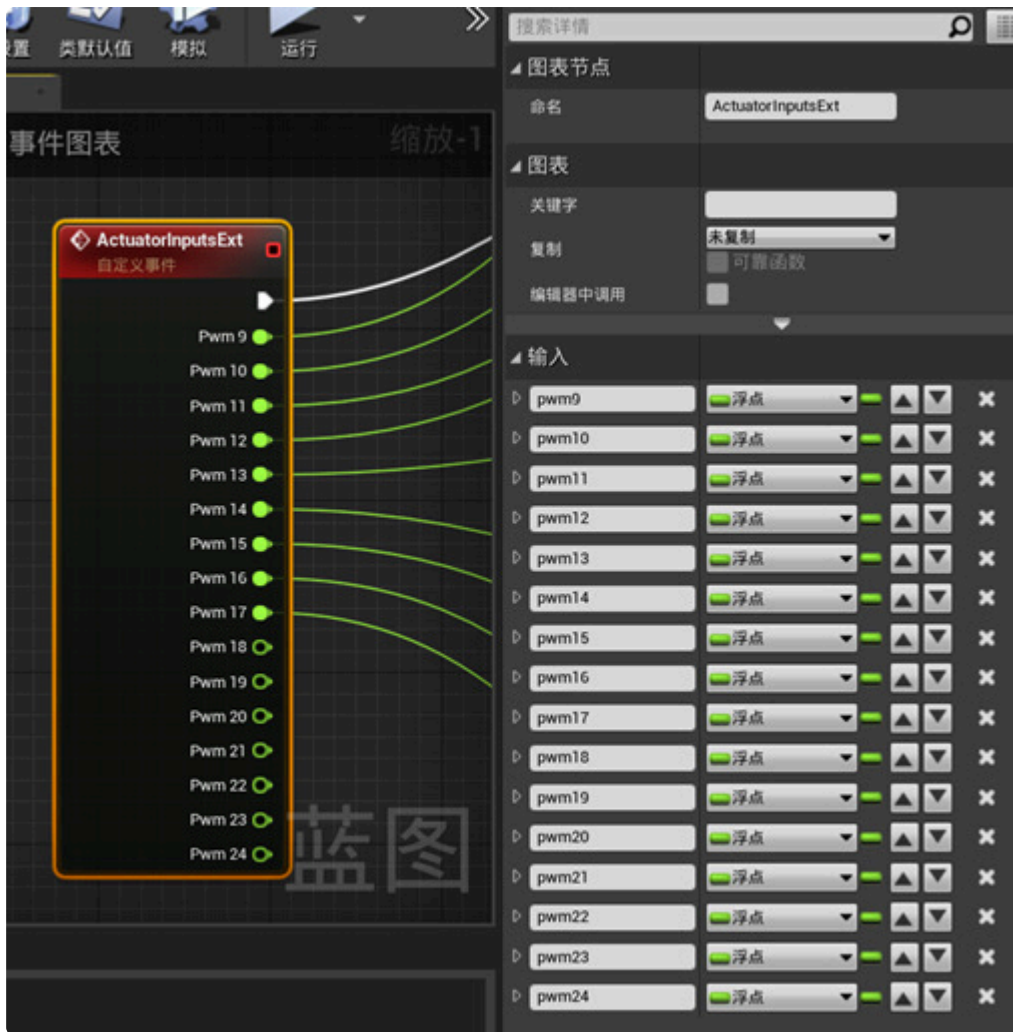 类默认值
模拟
运行
事件图表
缩放-1
ActuatorInputsExt
自定义事件
Pwm 9
Pwm 10
Pwm 11
Pwm 12
Pwm 13
Pwm 14
Pwm 15
Pwm 16
Pwm 17
Pwm 18
Pwm 19
Pwm 20
Pwm 21
Pwm 22
Pwm 23
Pwm 24
蓝图
搜索详情
图表节点
命名 ActuatorInputsExt
图表
关键字
复制 未复制
可靠函数
编辑器中调用
输入
pwm9 浮点
pwm10 浮点
pwm11 浮点
pwm12 浮点
pwm13 浮点
pwm14 浮点
pwm15 浮点
pwm16 浮点
pwm17 浮点
pwm18 浮点
pwm19 浮点
pwm20 浮点
pwm21 浮点
pwm22 浮点
pwm23 浮点
pwm24 浮点